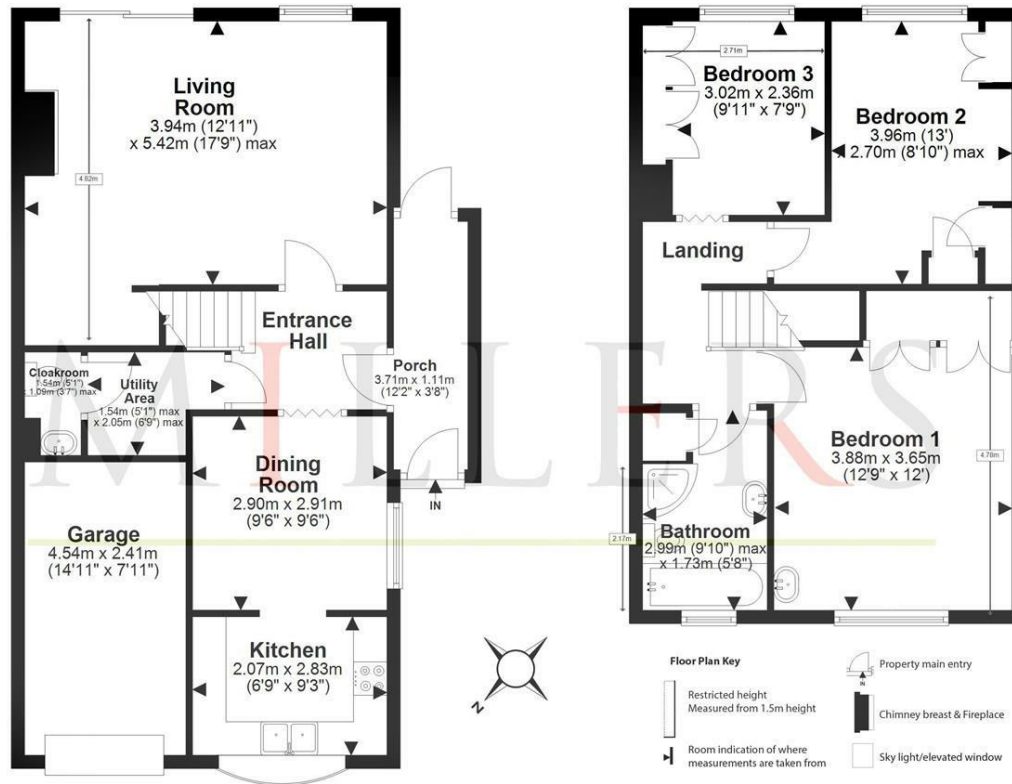 Living
Room
3.94m (12'11")
x 5.42m (17'9") max
4.82m
Entrance
Hall
Porch
3.71m x 1.11m
(12'2" x 3'8")
Cloakroom
1.54m (5'1")
x 1.09m (3'7") max
Utility
Area
1.54m (5'1") max
x 2.05m (6'9") max
Dining
Room
2.90m x 2.91m
(9'6" x 9'6")
IN
Garage
4.54m x 2.41m
(14'11" x 7'11")
Kitchen
2.07m x 2.83m
(6'9" x 9'3")
2.71m
Bedroom 3
3.02m x 2.36m
(9'11" x 7'9")
Bedroom 2
3.96m (13')
x 2.70m (8'10") max
Landing
Bedroom 1
3.88m x 3.65m
(12'9" x 12')
4.78m
2.17m
Bathroom
2.99m (9'10") max
x 1.73m (5'8")
MILLERS
N
Floor Plan Key
Restricted height
Measured from 1.5m height
Room indication of where
measurements are taken from
Property main entry
IN
Chimney breast & Fireplace
Sky light/elevated window